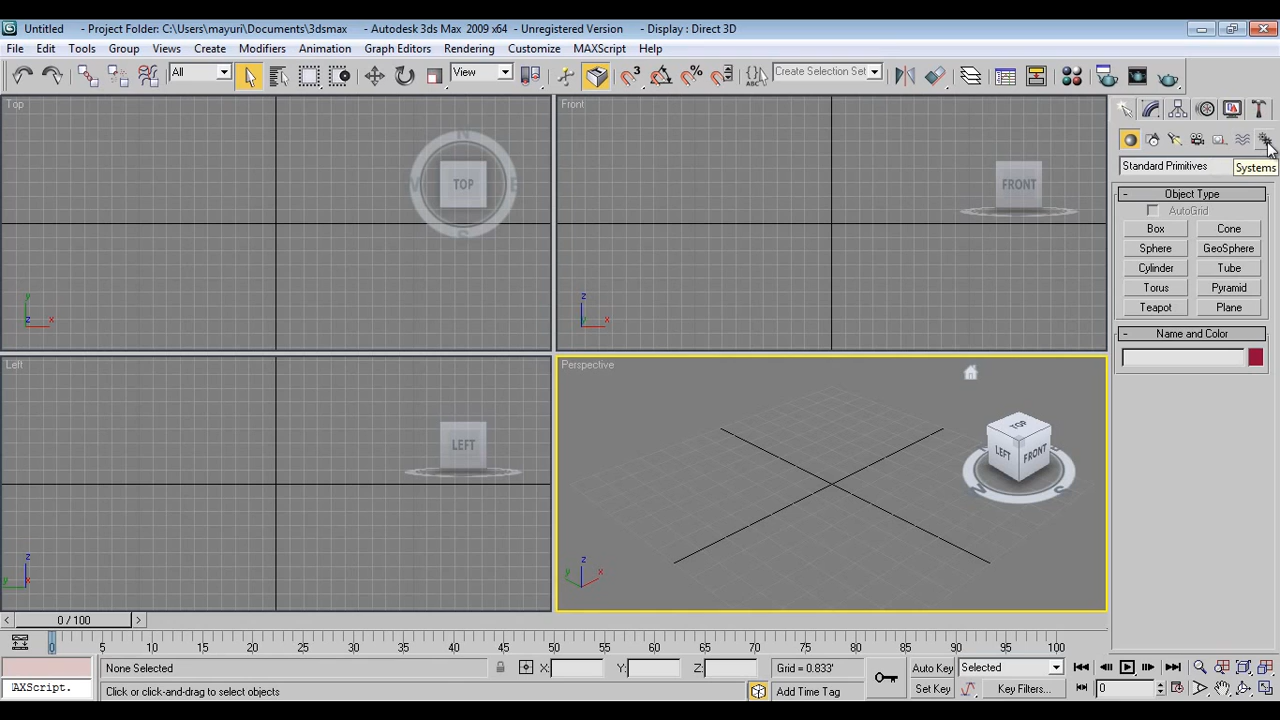 Untitled - Project Folder: C:\Users\mayuri\Documents\3dsmax - Autodesk 3ds Max 2009 x64 - Unregistered Version - Display : Direct 3D
File Edit Tools Group Views Create Modifiers Animation Graph Editors Rendering Customize MAXScript Help
All View Create Selection Set
Top Front
N
W TOP E
S
FRONT
y
z x
z
y x
Standard Primitives Systems
- Object Type
AutoGrid
Box Cone
Sphere GeoSphere
Cylinder Tube
Torus Pyramid
Teapot Plane
- Name and Color
Left Perspective
LEFT
TOP
LEFT FRONT
S
z
y x
z
y x
< 0 / 100 >
0 5 10 15 20 25 30 35 40 45 50 55 60 65 70 75 80 85 90 95 100
None Selected X: Y: Z: Grid = 0.833' Auto Key Selected
AXScript. Click or click-and-drag to select objects Add Time Tag Set Key Key Filters... 0